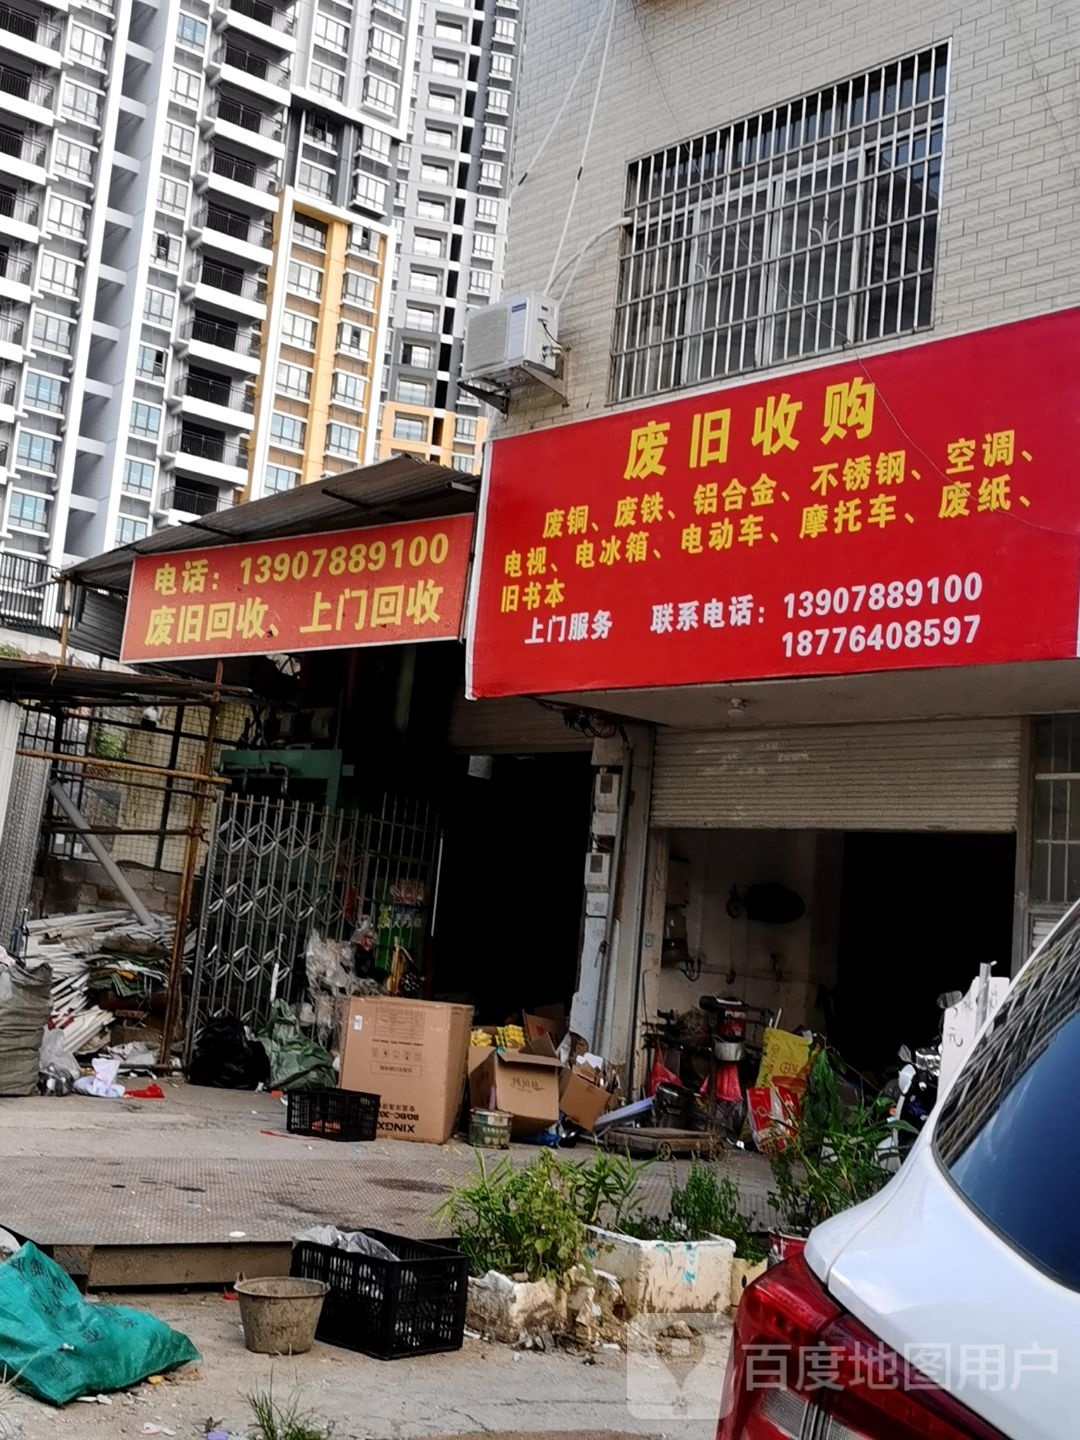 废旧收购
废铜、废铁、铝合金、不锈钢、空调、
电视、电冰箱、电动车、摩托车、废纸、
旧书本
上门服务 联系电话：13907889100
18776408597
电话：13907889100
废旧回收、上门回收
元
XINGX
百度地图用户